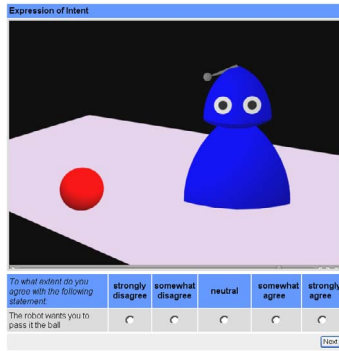 Expression of Intent
To what extent do you
agree with the following
statement:
strongly
disagree
somewhat
disagree
neutral
somewhat
agree
strongly
agree
The robot wants you to
pass it the ball
Next